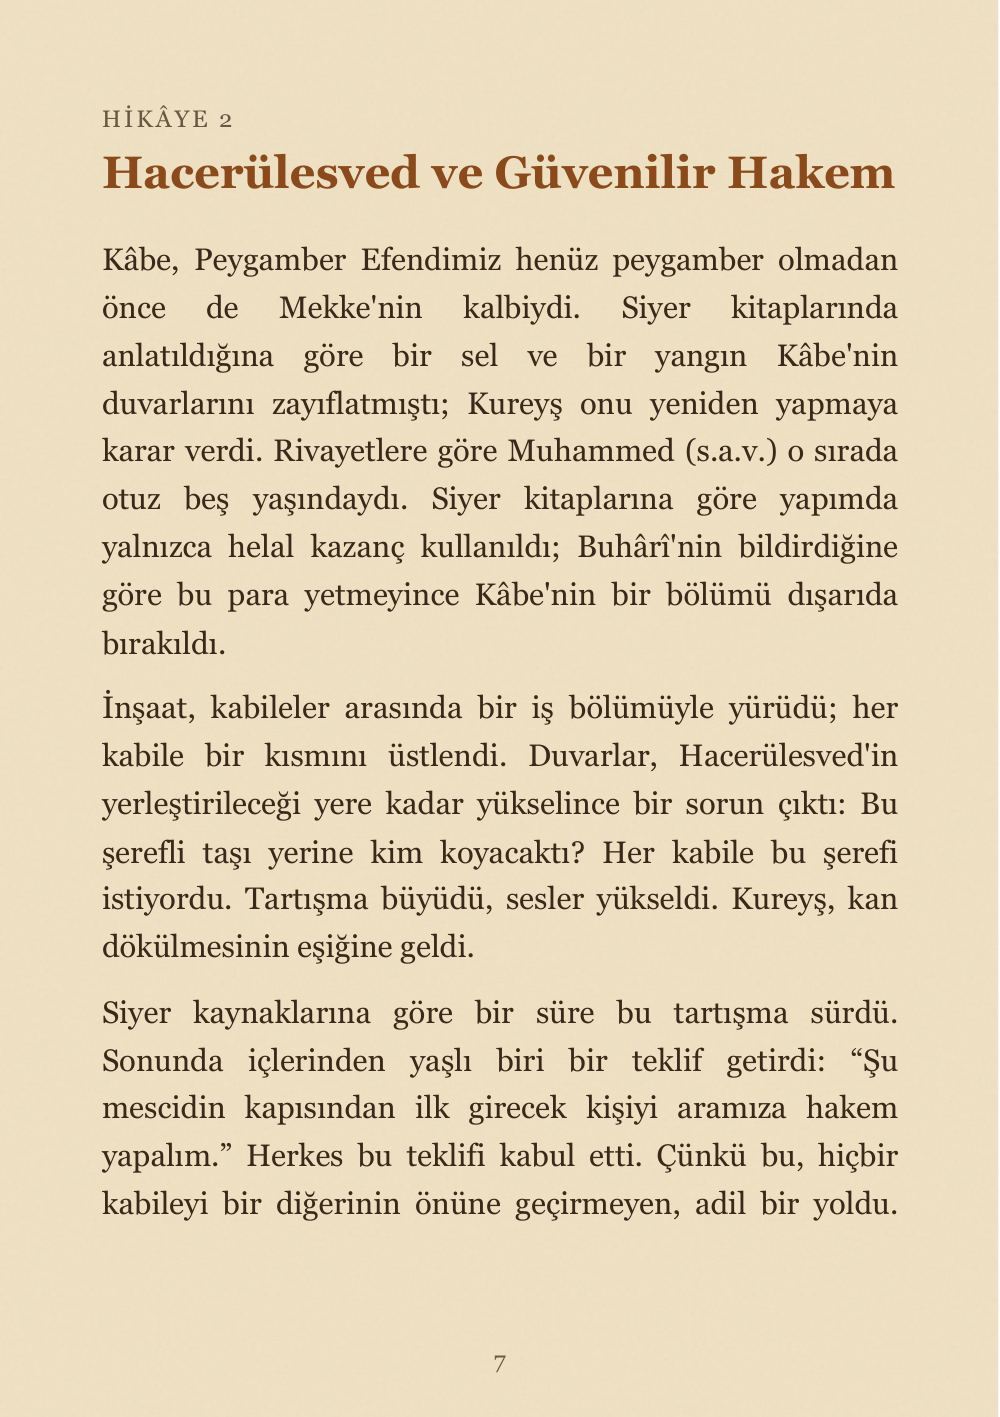 HİKÂYE 2
Hacerülesved ve Güvenilir Hakem
Kâbe, Peygamber Efendimiz henüz peygamber olmadan
önce de Mekke'nin kalbiydi. Siyer kitaplarında
anlatıldığına göre bir sel ve bir yangın Kâbe'nin
duvarlarını zayıflatmıştı; Kureyş onu yeniden yapmaya
karar verdi. Rivayetlere göre Muhammed (s.a.v.) o sırada
otuz beş yaşındaydı. Siyer kitaplarına göre yapımda
yalnızca helal kazanç kullanıldı; Buhârî'nin bildirdiğine
göre bu para yetmeyince Kâbe'nin bir bölümü dışarıda
bırakıldı.
İnşaat, kabileler arasında bir iş bölümüyle yürüdü; her
kabile bir kısmını üstlendi. Duvarlar, Hacerülesved'in
yerleştirileceği yere kadar yükselince bir sorun çıktı: Bu
şerefli taşı yerine kim koyacaktı? Her kabile bu şerefi
istiyordu. Tartışma büyüdü, sesler yükseldi. Kureyş, kan
dökülmesinin eşiğine geldi.
Siyer kaynaklarına göre bir süre bu tartışma sürdü.
Sonunda içlerinden yaşlı biri bir teklif getirdi: “Şu
mescidin kapısından ilk girecek kişiyi aramıza hakem
yapalım.” Herkes bu teklifi kabul etti. Çünkü bu, hiçbir
kabileyi bir diğerinin önüne geçirmeyen, adil bir yoldu.
7